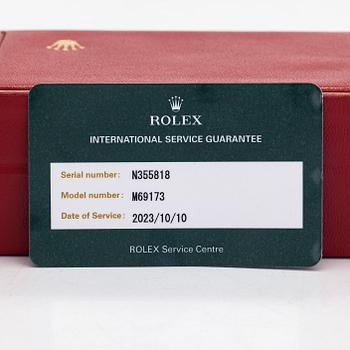 ROLEX
INTERNATIONAL SERVICE GUARANTEE
Serial number: N355818
Model number: M69173
Date of Service: 2023/10/10
ROLEX Service Centre